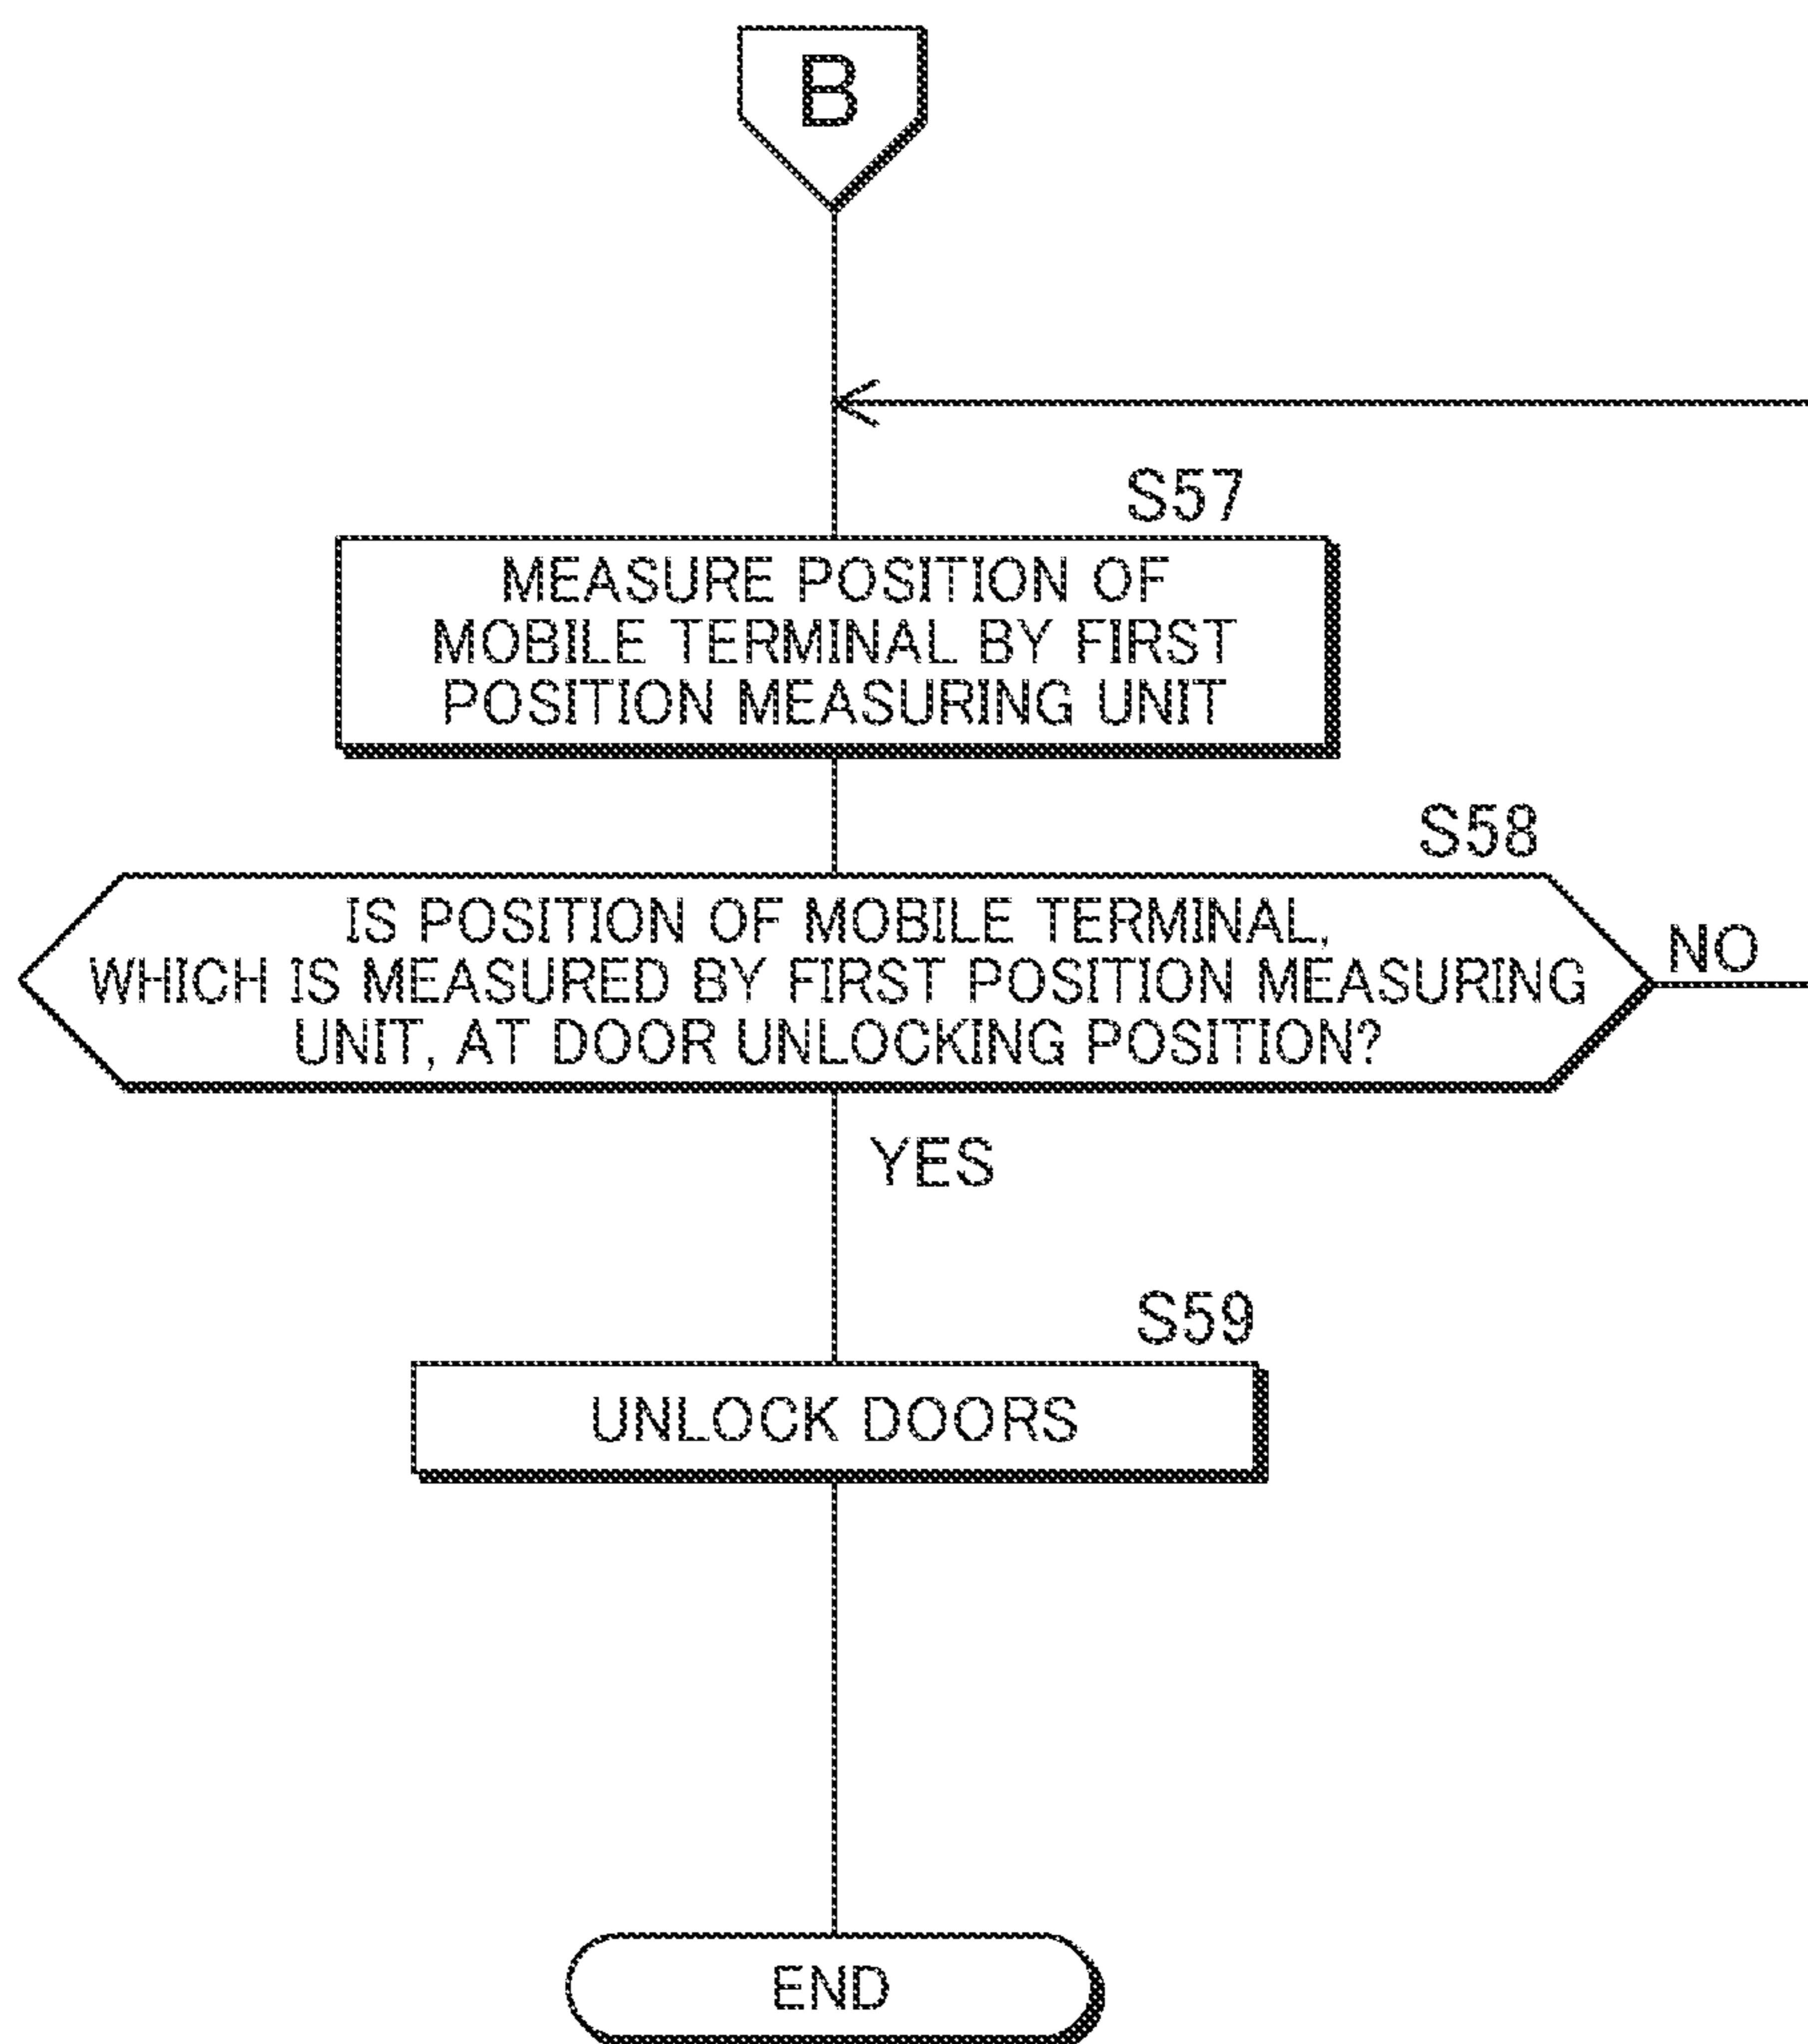 B
S57
MEASURE POSITION OF
MOBILE TERMINAL BY FIRST
POSITION MEASURING UNIT
S58
IS POSITION OF MOBILE TERMINAL,
WHICH IS MEASURED BY FIRST POSITION MEASURING
UNIT, AT DOOR UNLOCKING POSITION?
NO
YES
S59
UNLOCK DOORS
END